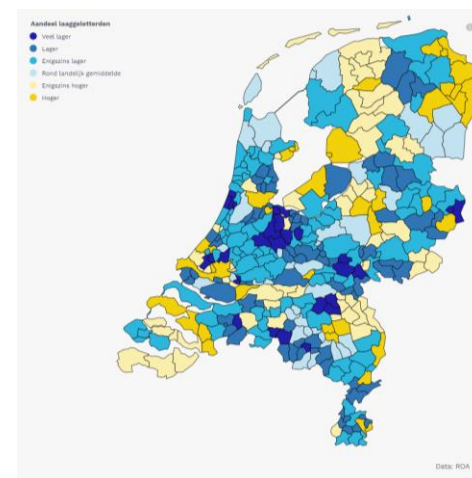 Aandeel laaggeletterden
Veel lager
Lager
Enigszins lager
Rond landelijk gemiddelde
Enigszins hoger
Hoger
Data: ROA